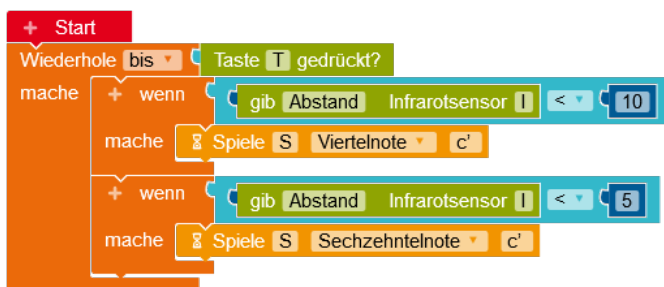 + Start
Wiederhole bis Taste T gedrückt?
mache + wenn gib Abstand Infrarotsensor I < 10
mache Spiele S Viertelnote c'
+ wenn gib Abstand Infrarotsensor I < 5
mache Spiele S Sechzehntelnote c'